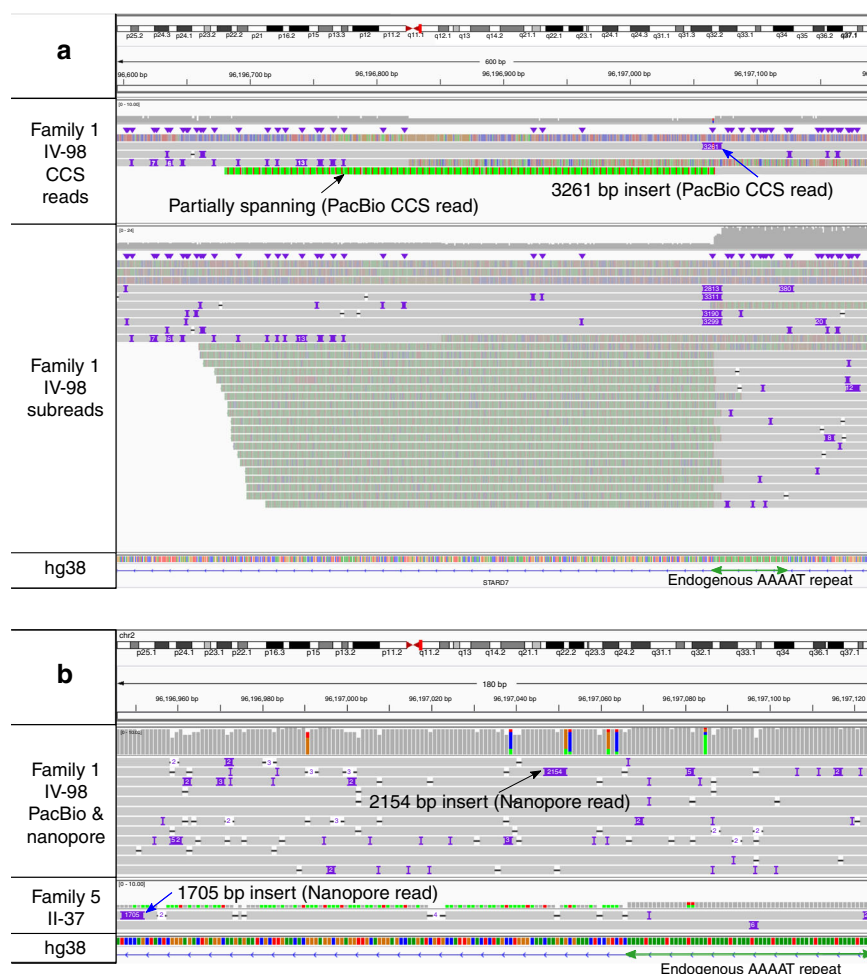 a
p25.2 p24.3 p24.1 p23.2 p22.2 p21 p16.2 p15 p13.3 p12 p11.2 q11.1 q12.1 q13 q14.2 q21.1 q22.1 q23.3 q24.3 q31.1 q32.1 q33.1 q34 q35 q36.2 q37.1
600 bp
96,600 bp 96,196,700 bp 96,196,800 bp 96,196,900 bp 96,197,000 bp 96,197,100 bp
Family 1
IV-98
CCS
reads
[0 - 10.00]
3261
13
Partially spanning (PacBio CCS read)
3261 bp insert (PacBio CCS read)
Family 1
IV-98
subreads
[0 - 24]
2813 380
3311
3190
3299
13
hg38
STARD7
Endogenous AAAAT repeat
b
chr2
p25.1 p24.1 p23.1 p22.1 p16.3 p15 p13.2 p11.2 q11.2 q13 q14.2 q21.1 q22.2 q23.3 q24.2 q31.1 q32.1 q33.1 q34 q36.1 q37.1
180 bp
96,196,960 bp 96,196,980 bp 96,197,000 bp 96,197,020 bp 96,197,040 bp 96,197,060 bp 96,197,080 bp 96,197,100 bp 96,197,120
Family 1
IV-98
PacBio &
nanopore
2154
2154 bp insert (Nanopore read)
Family 5
II-37
[0 - 10.00]
1705 bp insert (Nanopore read)
1705 2 4
hg38
Endogenous AAAAT repeat